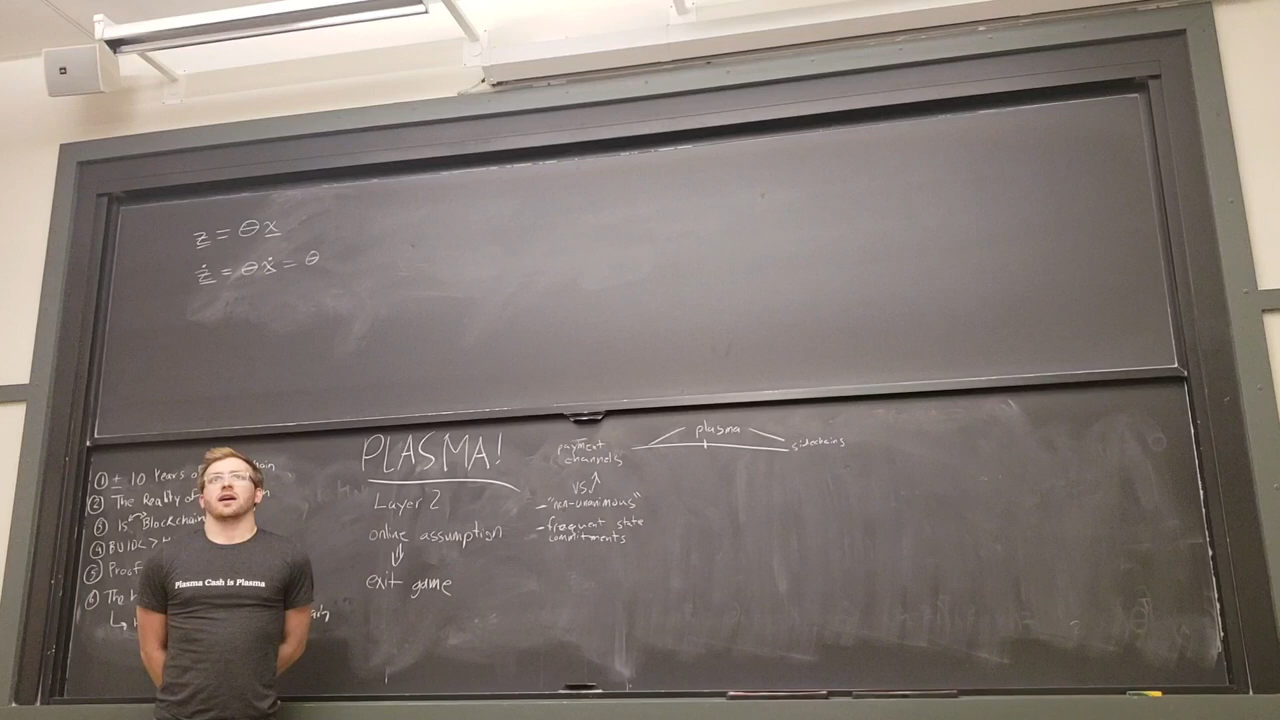 z = θx
ż = θẋ = θ
① ± 10 Years o
② The Reality of
③ Is Blockchain
④ BUILD >
⑤ Proof
⑥ The
PLASMA!
Layer 2
online assumption
exit game
plasma
payment channels
sidechains
vs.
- "non-unanimous"
- frequent state
commitments
Plasma Cash is Plasma